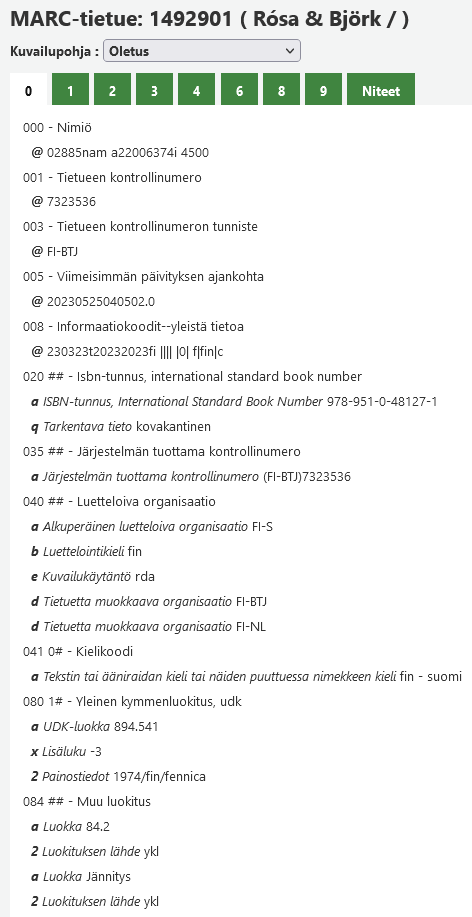 MARC-tietue: 1492901 ( Rósa & Björk / )
Kuvailupohja : Oletus
0 1 2 3 4 6 8 9 Niteet
000 - Nimiö
@ 02885nam a22006374i 4500
001 - Tietueen kontrollinumero
@ 7323536
003 - Tietueen kontrollinumeron tunniste
@ FI-BTJ
005 - Viimeisimmän päivityksen ajankohta
@ 20230525040502.0
008 - Informaatiokoodit--yleistä tietoa
@ 230323t20232023fi |||| |0| f|fin|c
020 ## - Isbn-tunnus, international standard book number
a ISBN-tunnus, International Standard Book Number 978-951-0-48127-1
q Tarkentava tieto kovakantinen
035 ## - Järjestelmän tuottama kontrollinumero
a Järjestelmän tuottama kontrollinumero (FI-BTJ)7323536
040 ## - Luetteloiva organisaatio
a Alkuperäinen luetteloiva organisaatio FI-S
b Luettelointikieli fin
e Kuvailukäytäntö rda
d Tietuetta muokkaava organisaatio FI-BTJ
d Tietuetta muokkaava organisaatio FI-NL
041 0# - Kielikoodi
a Tekstin tai ääniraidan kieli tai näiden puuttuessa nimekkeen kieli fin - suomi
080 1# - Yleinen kymmenluokitus, udk
a UDK-luokka 894.541
x Lisäluku -3
2 Painostiedot 1974/fin/fennica
084 ## - Muu luokitus
a Luokka 84.2
2 Luokituksen lähde ykl
a Luokka Jännitys
2 Luokituksen lähde ykl